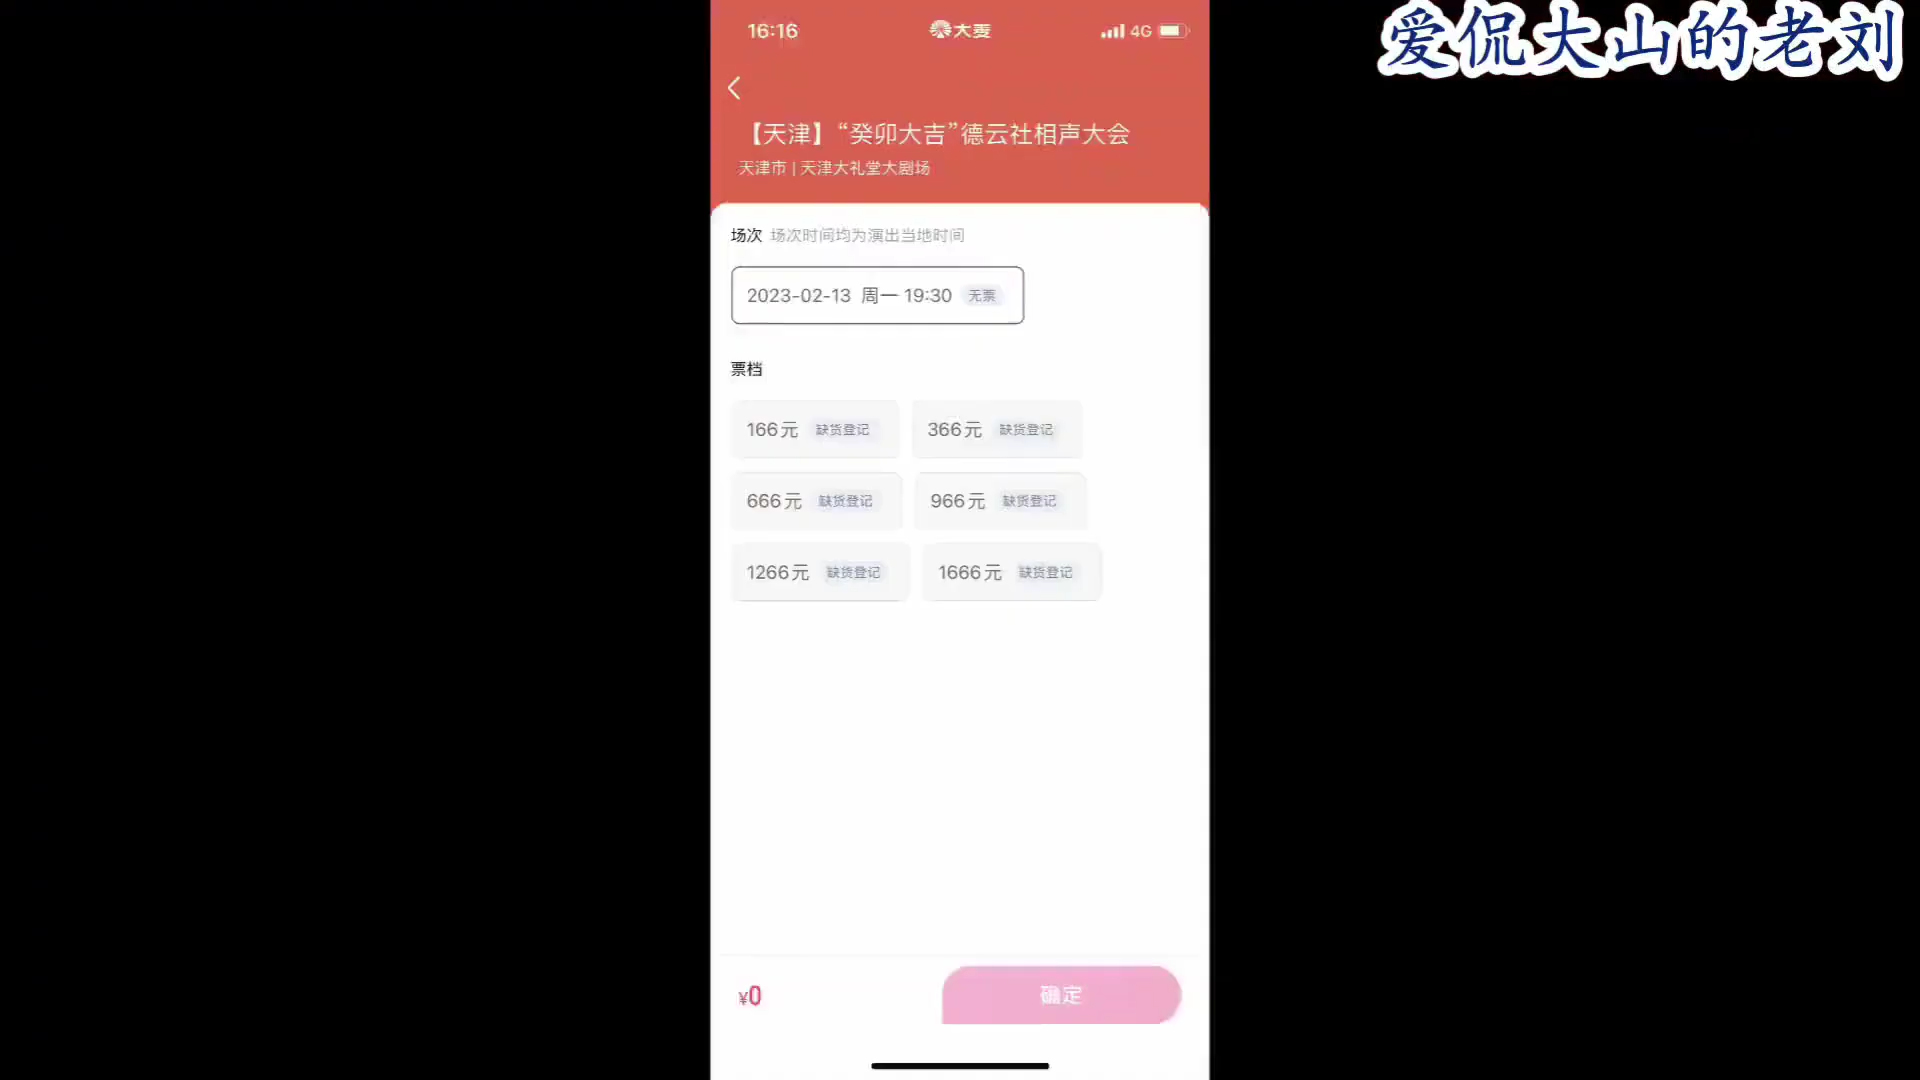 爱侃大山的老刘
16:16
大麦
4G
【天津】“癸卯大吉”德云社相声大会
天津市 | 天津大礼堂大剧场
场次 场次时间均为演出当地时间
2023-02-13 周一 19:30 无票
票档
166元 缺货登记 366元 缺货登记
666元 缺货登记 966元 缺货登记
1266元 缺货登记 1666元 缺货登记
¥0 确定